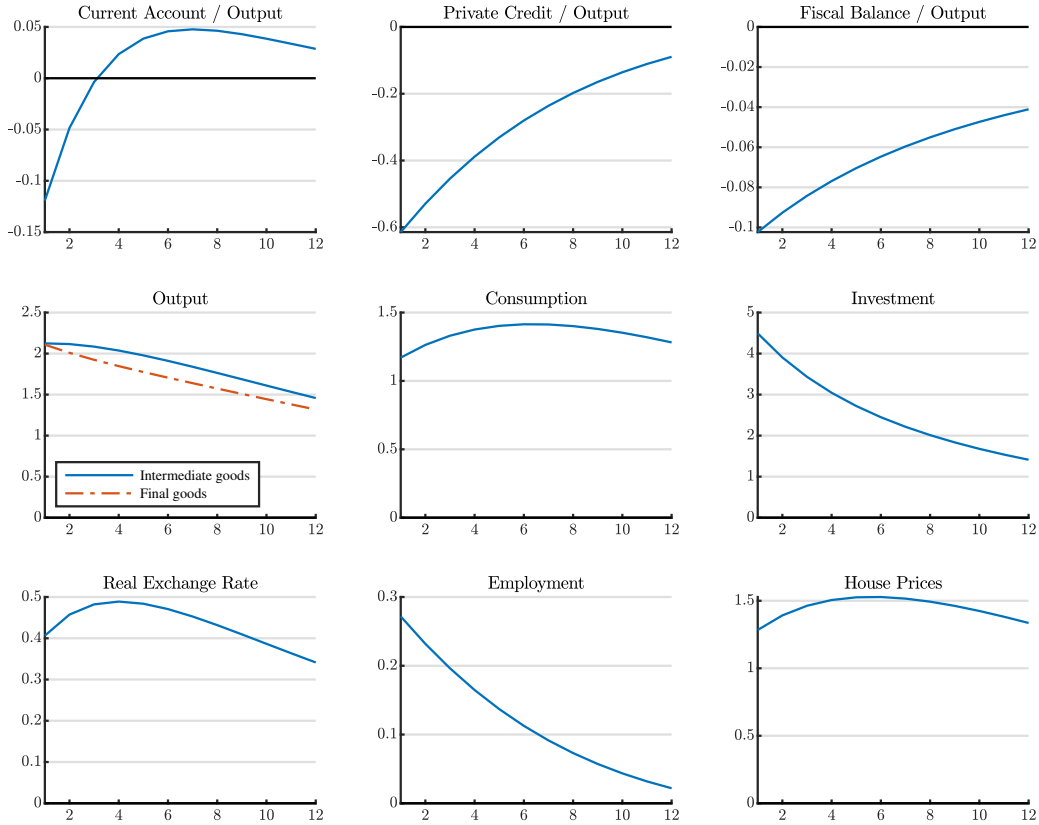 Current Account / Output
0.05
0
-0.05
-0.1
-0.15
2 4 6 8 10 12
Private Credit / Output
0
-0.2
-0.4
-0.6
2 4 6 8 10 12
Fiscal Balance / Output
0
-0.02
-0.04
-0.06
-0.08
-0.1
2 4 6 8 10 12
Output
2.5
2
1.5
1
0.5
0
Intermediate goods
Final goods
2 4 6 8 10 12
Consumption
1.5
1
0.5
0
2 4 6 8 10 12
Investment
5
4
3
2
1
0
2 4 6 8 10 12
Real Exchange Rate
0.5
0.4
0.3
0.2
0.1
0
2 4 6 8 10 12
Employment
0.3
0.2
0.1
0
2 4 6 8 10 12
House Prices
1.5
1
0.5
0
2 4 6 8 10 12